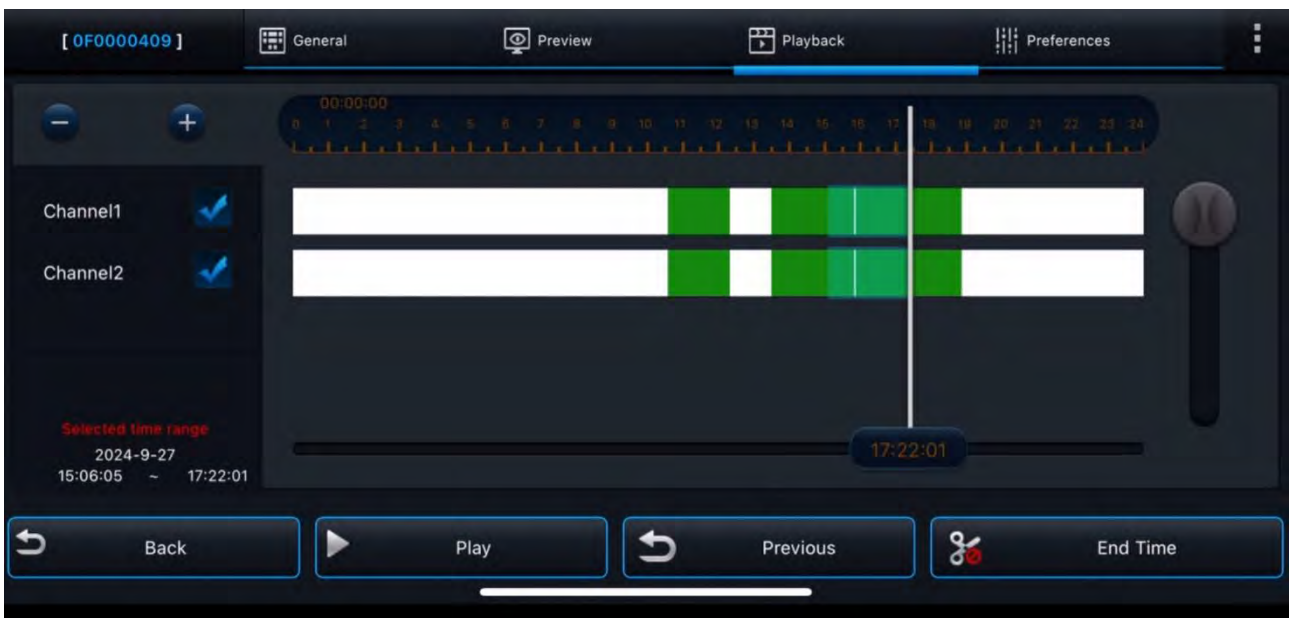 [ 0F0000409 ]
General
Preview
Playback
Preferences
00:00:00
0 1 2 3 4 5 6 7 8 9 10 11 12 13 14 15 16 17 18 19 20 21 22 23 24
Channel1
Channel2
Selected time range
2024-9-27
15:06:05 ~ 17:22:01
17:22:01
Back
Play
Previous
End Time